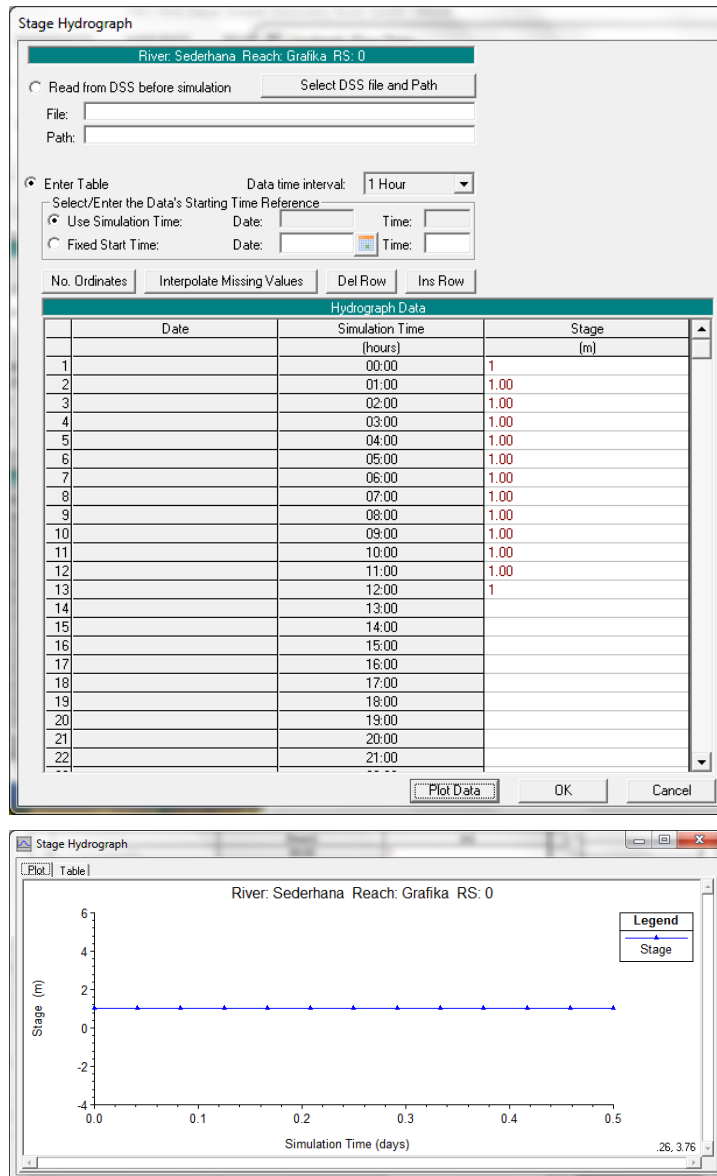 Stage Hydrograph
River: Sederhana Reach: Grafika RS: 0
Read from DSS before simulation Select DSS file and Path
File:
Path:
Enter Table Data time interval: 1 Hour
Select/Enter the Data's Starting Time Reference
Use Simulation Time: Date: Time:
Fixed Start Time: Date: Time:
No. Ordinates Interpolate Missing Values Del Row Ins Row
Hydrograph Data
Date Simulation Time Stage
(hours) (m)
1 00:00 1
2 01:00 1.00
3 02:00 1.00
4 03:00 1.00
5 04:00 1.00
6 05:00 1.00
7 06:00 1.00
8 07:00 1.00
9 08:00 1.00
10 09:00 1.00
11 10:00 1.00
12 11:00 1.00
13 12:00 1
14 13:00
15 14:00
16 15:00
17 16:00
18 17:00
19 18:00
20 19:00
21 20:00
22 21:00
Plot Data OK Cancel
Stage Hydrograph
Plot Table
River: Sederhana Reach: Grafika RS: 0
Legend
Stage
6
4
2
0
-2
-4
Stage (m)
0.0 0.1 0.2 0.3 0.4 0.5
Simulation Time (days)
.26, 3.76